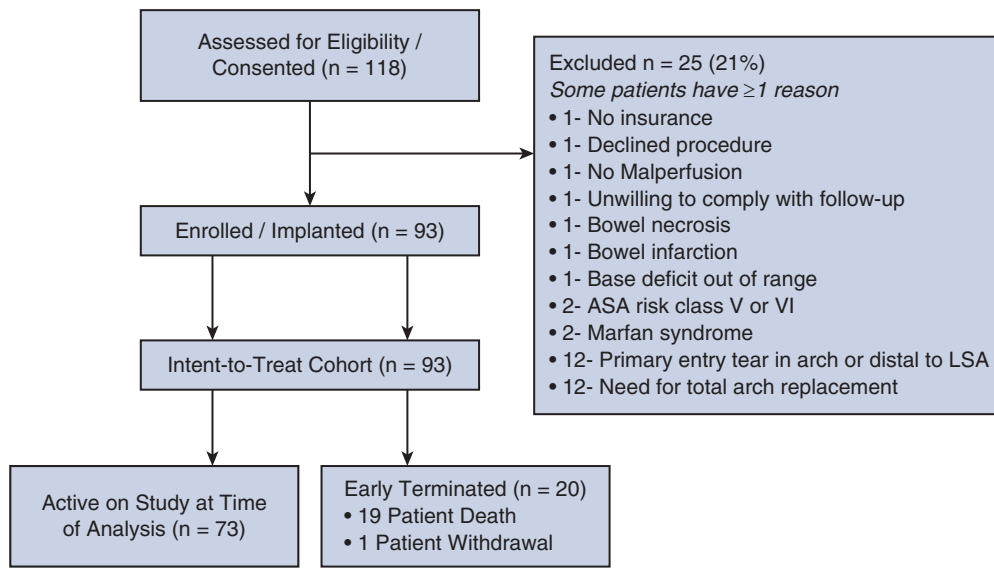 Assessed for Eligibility /
Consented (n = 118)
Excluded n = 25 (21%)
Some patients have ≥1 reason
• 1- No insurance
• 1- Declined procedure
• 1- No Malperfusion
• 1- Unwilling to comply with follow-up
• 1- Bowel necrosis
• 1- Bowel infarction
• 1- Base deficit out of range
• 2- ASA risk class V or VI
• 2- Marfan syndrome
• 12- Primary entry tear in arch or distal to LSA
• 12- Need for total arch replacement
Enrolled / Implanted (n = 93)
Intent-to-Treat Cohort (n = 93)
Active on Study at Time
of Analysis (n = 73)
Early Terminated (n = 20)
• 19 Patient Death
• 1 Patient Withdrawal